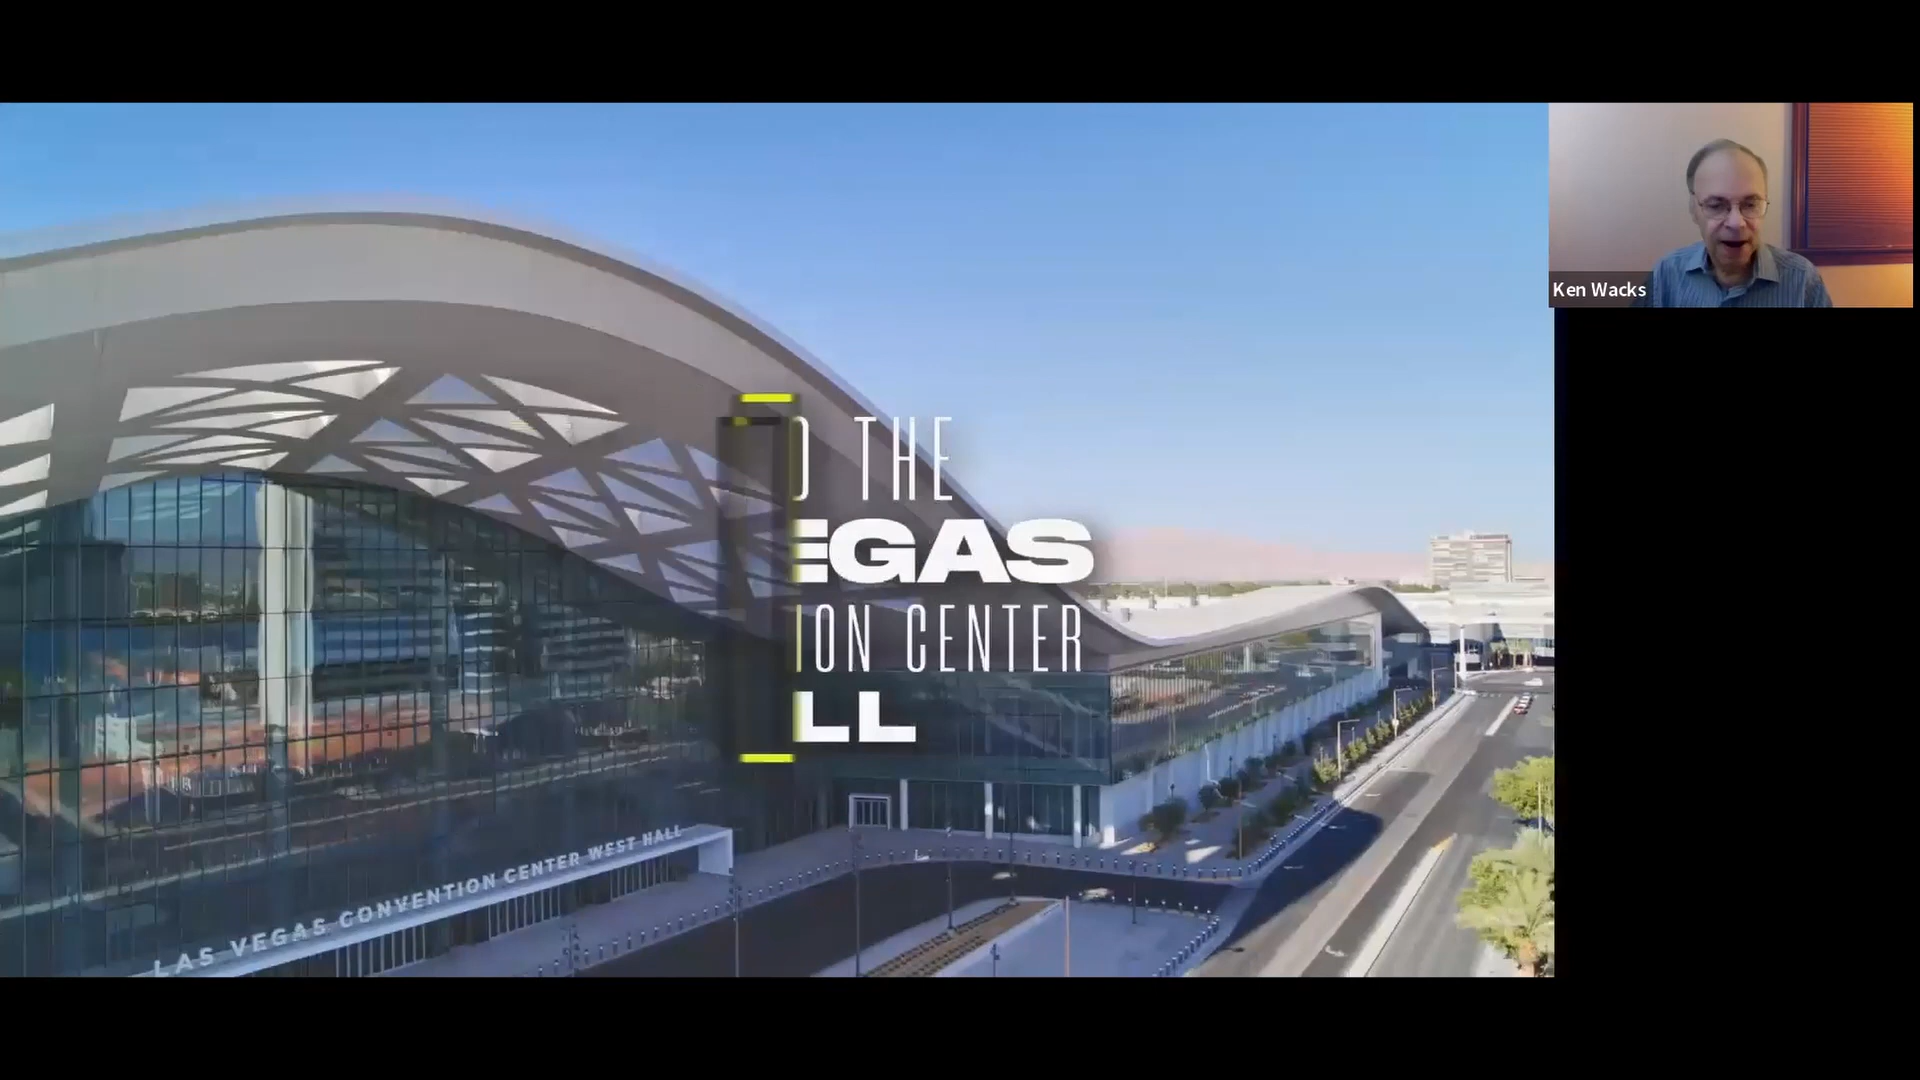 THE
EGAS
ION CENTER
LL
LAS VEGAS CONVENTION CENTER WEST HALL
Ken Wacks